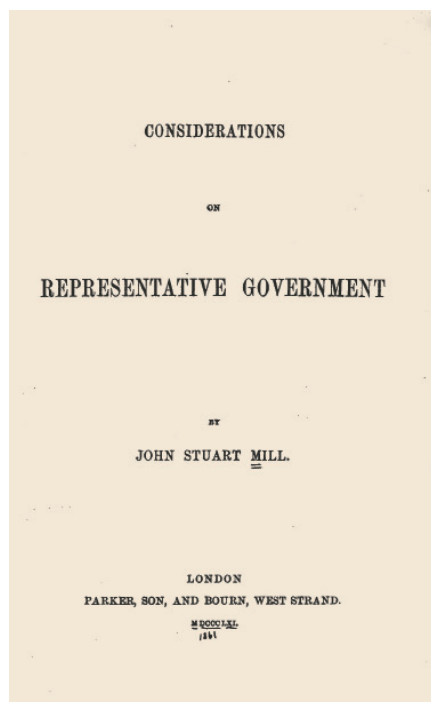 CONSIDERATIONS
ON
REPRESENTATIVE GOVERNMENT
BY
JOHN STUART MILL.
LONDON
PARKER, SON, AND BOURN, WEST STRAND.
MDCCCLXI.
1861